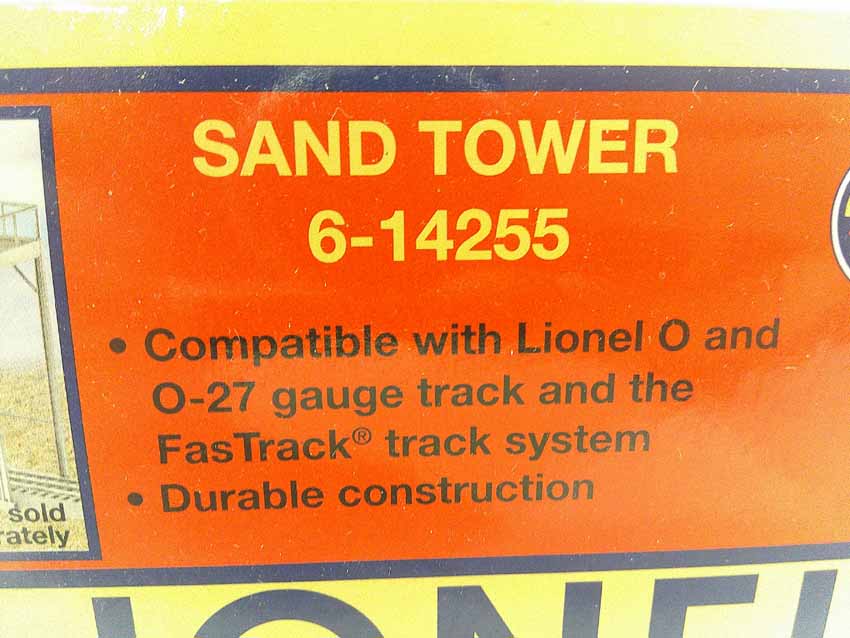 SAND TOWER
6-14255
• Compatible with Lionel O and
O-27 gauge track and the
FasTrack® track system
• Durable construction
sold